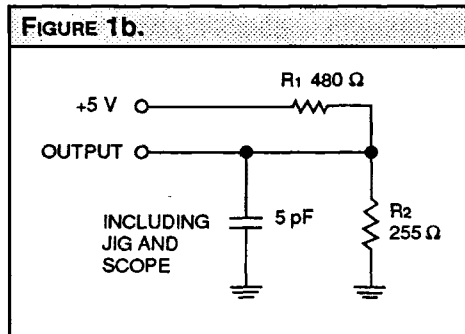 FIGURE 1b.
R1 480 Ω
+5 V
OUTPUT
INCLUDING
JIG AND
SCOPE
5 pF
R2
255 Ω